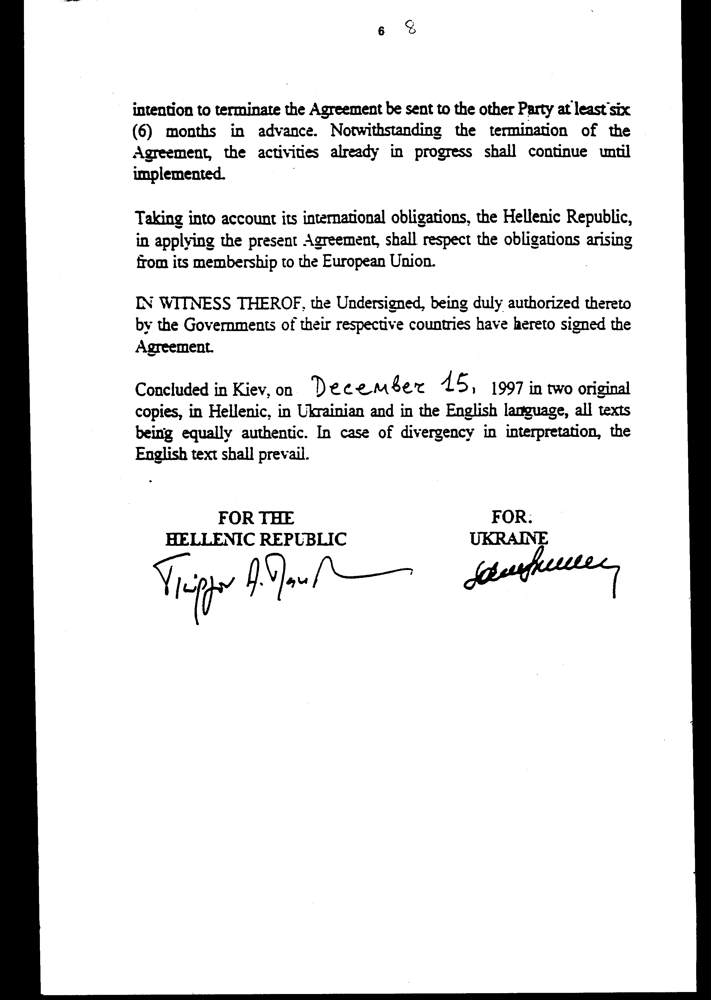 6 8
intention to terminate the Agreement be sent to the other Party at least six
(6) months in advance. Notwithstanding the termination of the
Agreement, the activities already in progress shall continue until
implemented.
Taking into account its international obligations, the Hellenic Republic,
in applying the present Agreement, shall respect the obligations arising
from its membership to the European Union.
IN WITNESS THEROF, the Undersigned, being duly authorized thereto
by the Governments of their respective countries have hereto signed the
Agreement.
Concluded in Kiev, on December 15, 1997 in two original
copies, in Hellenic, in Ukrainian and in the English language, all texts
being equally authentic. In case of divergency in interpretation, the
English text shall prevail.
FOR THE
HELLENIC REPUBLIC
FOR.
UKRAINE